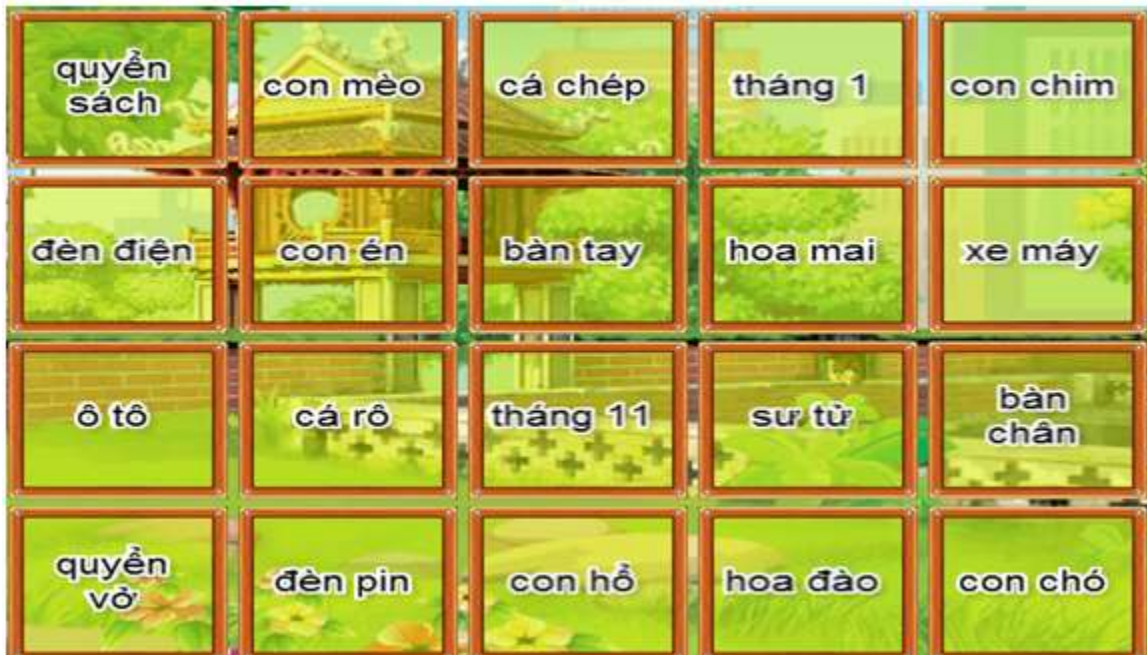 quyển
sách
con mèo
cá chép
tháng 1
con chim
đèn điện
con én
bàn tay
hoa mai
xe máy
ô tô
cá rô
tháng 11
sư tử
bàn
chân
quyển
vở
đèn pin
con hổ
hoa đào
con chó